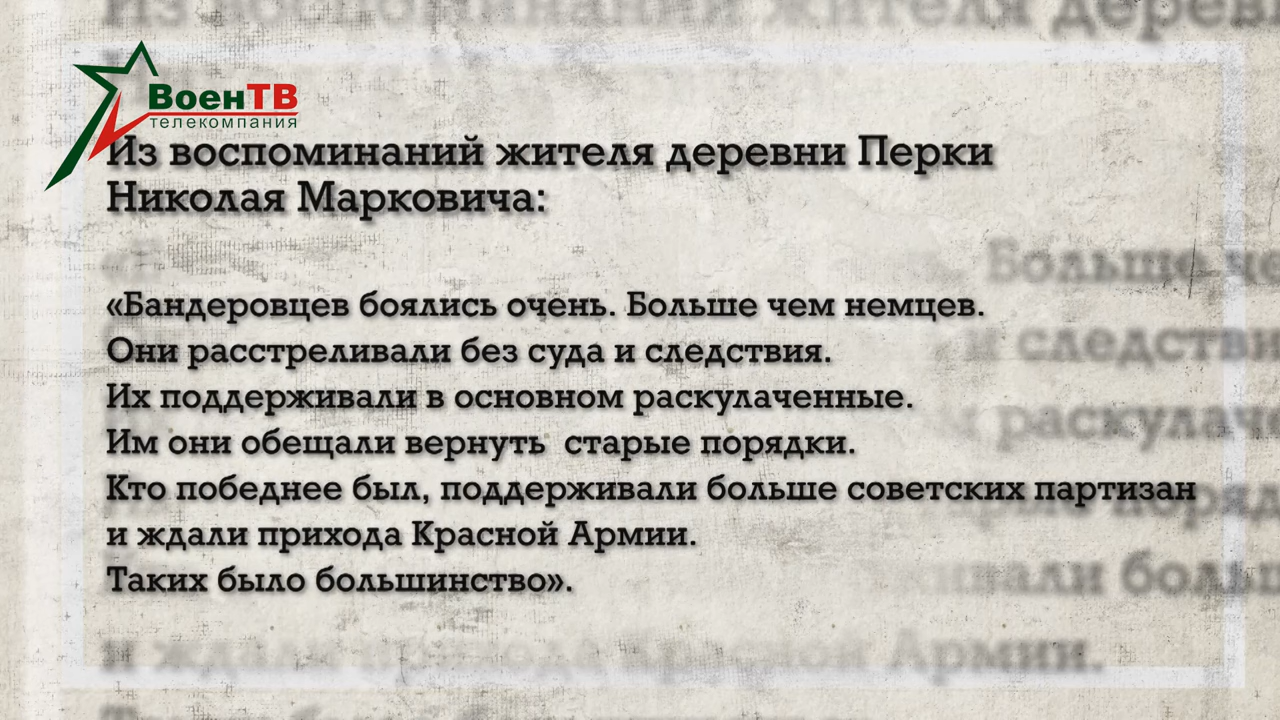 ВоенТВ
телекомпания
Из воспоминаний жителя деревни Перки
Николая Марковича:
«Бандеровцев боялись очень. Больше чем немцев.
Они расстреливали без суда и следствия.
Их поддерживали в основном раскулаченные.
Им они обещали вернуть  старые порядки.
Кто победнее был, поддерживали больше советских партизан
и ждали прихода Красной Армии.
Таких было большинство».